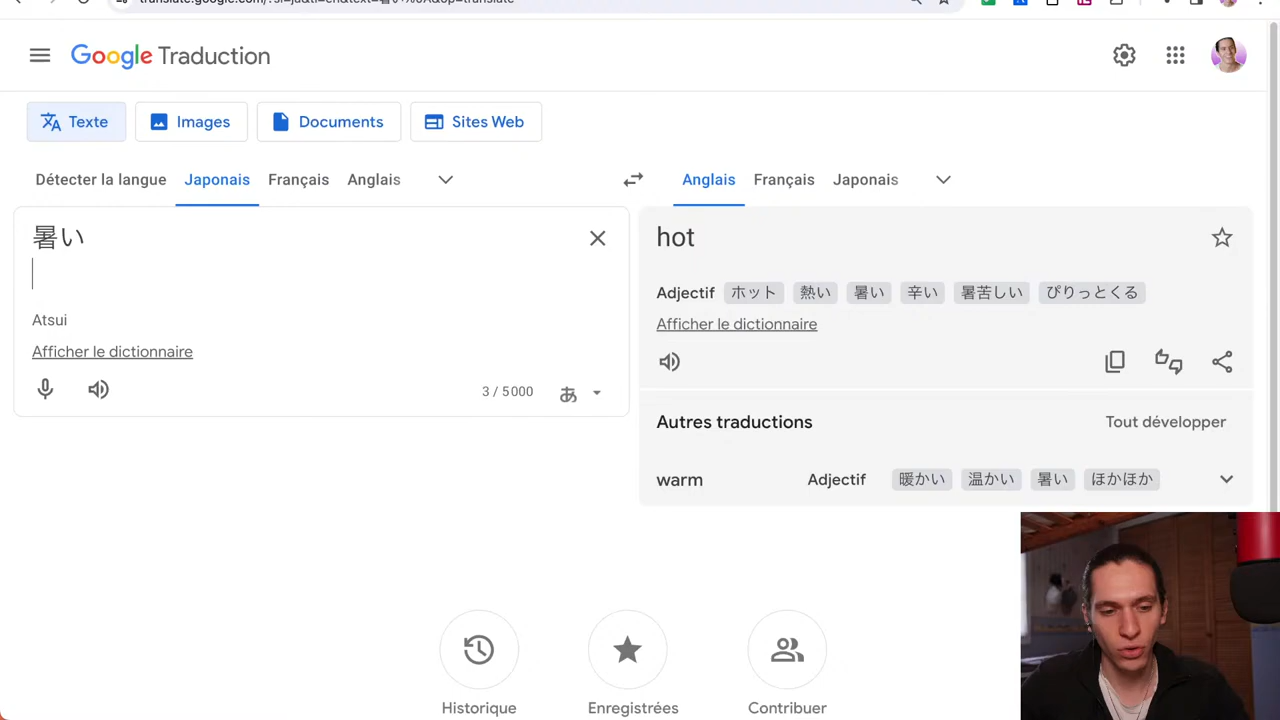 Google Traduction
Texte
Images
Documents
Sites Web
Détecter la langue
Japonais
Français
Anglais
Anglais
Français
Japonais
暑い
Atsui
Afficher le dictionnaire
3 / 5000
あ
hot
Adjectif ホット 熱い 暑い 辛い 暑苦しい ぴりっとくる
Afficher le dictionnaire
Autres traductions
Tout développer
warm Adjectif 暖かい 温かい 暑い ほかほか
Historique
Enregistrées
Contribuer